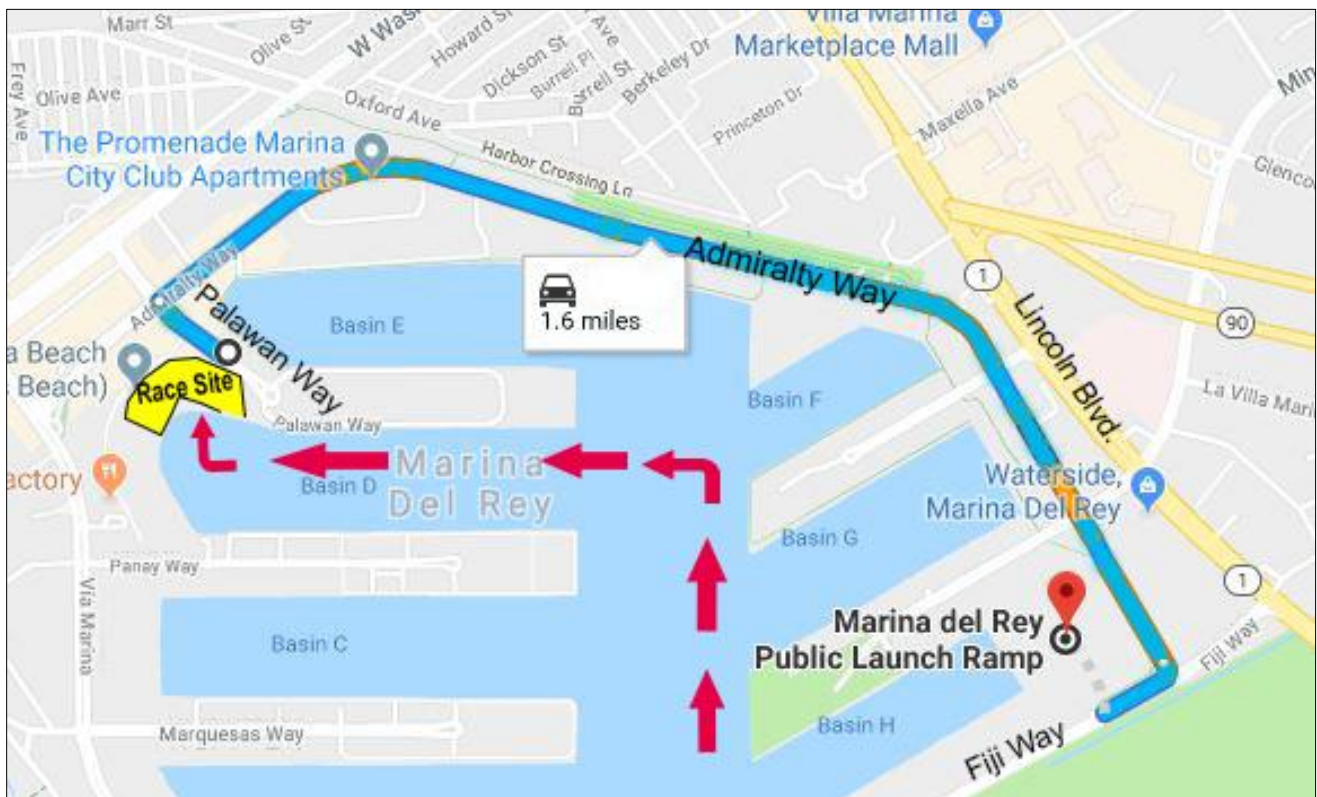 Marr St
Olive St
W Was
Howard St
Ave
Villa Marina
Marketplace Mall
Dickson St
Burrell Pl
Burrell St
Berkeley Dr
Frey Ave
Olive Ave
Oxford Ave
Princeton Dr
Maxella Ave
Min
The Promenade Marina
City Club Apartments
Harbor Crossing Ln
Glenco
Admiralty Way
Admiralty Way
1
Lincoln Blvd.
90
1.6 miles
Palawan Way
Basin E
a Beach
Beach)
Race Site
Palawan Way
Basin F
La Villa Mari
actory
Marina
Del Rey
Basin D
Waterside,
Marina Del Rey
Basin G
Panay Way
Via Marina
1
Marina del Rey
Public Launch Ramp
Basin C
Fiji Way
Marquesas Way
Basin H
Fiji Way